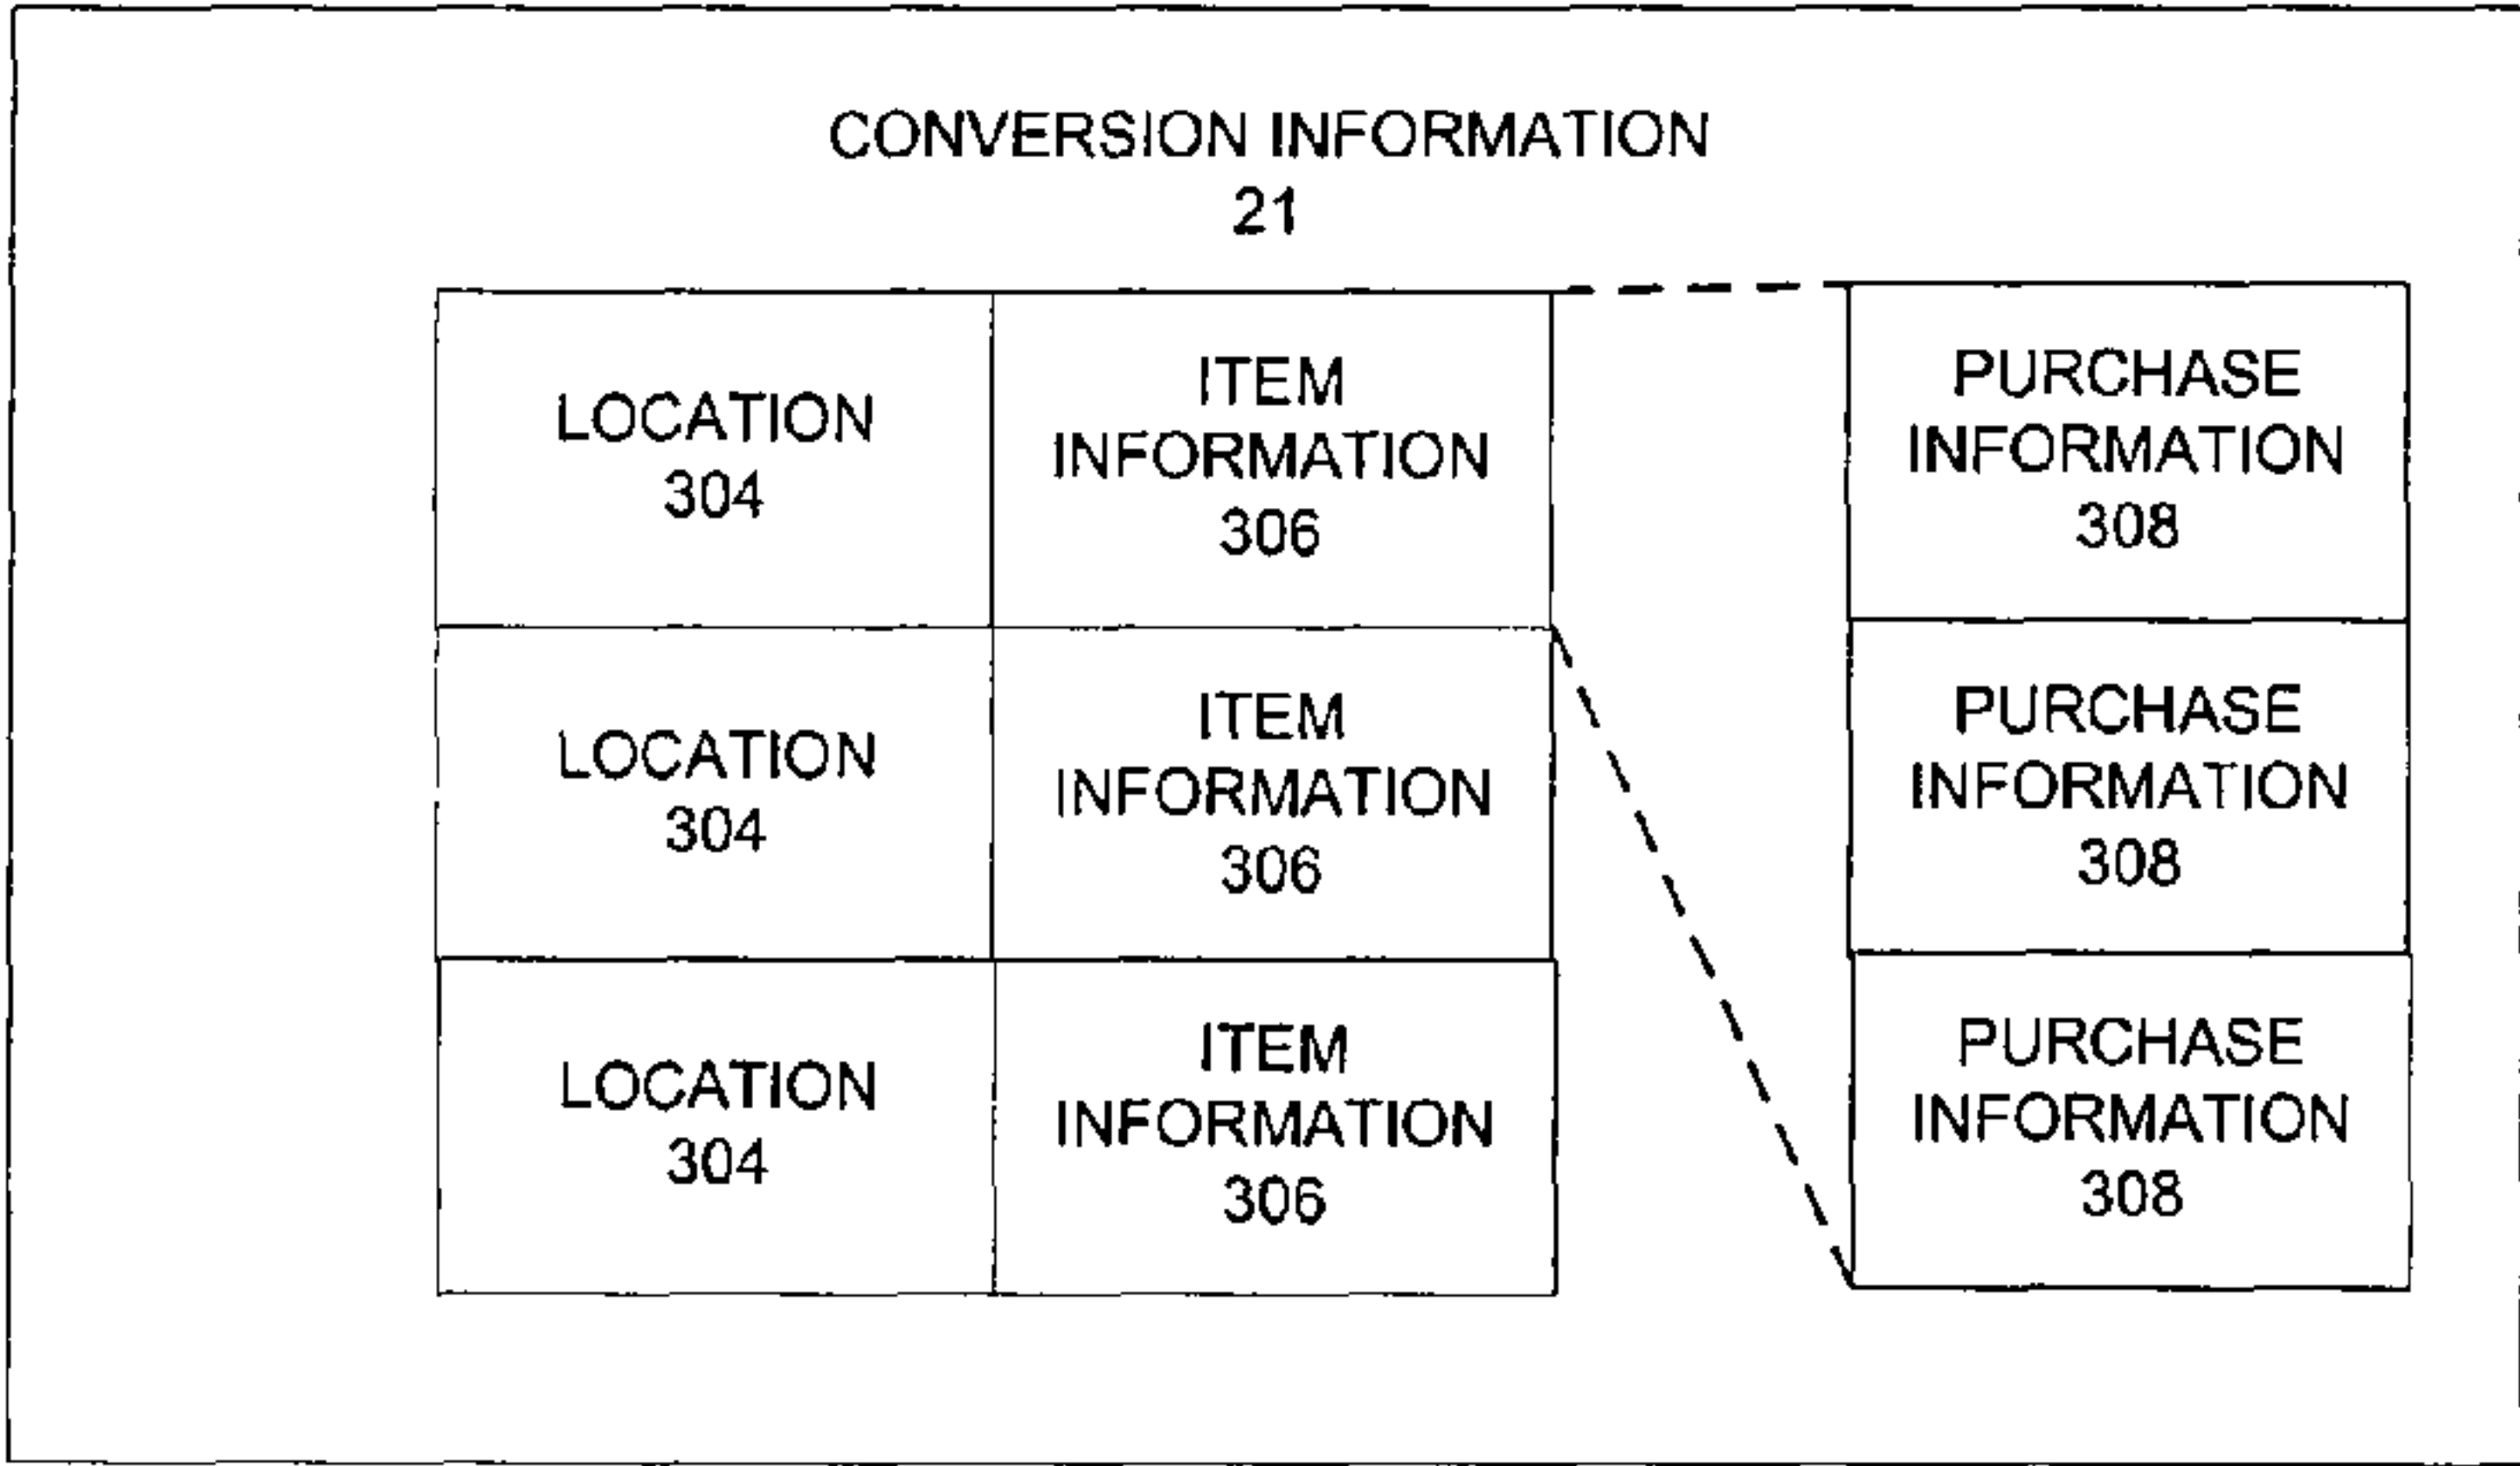 CONVERSION INFORMATION
21
LOCATION
304
ITEM
INFORMATION
306
PURCHASE
INFORMATION
308
LOCATION
304
ITEM
INFORMATION
306
PURCHASE
INFORMATION
308
LOCATION
304
ITEM
INFORMATION
306
PURCHASE
INFORMATION
308